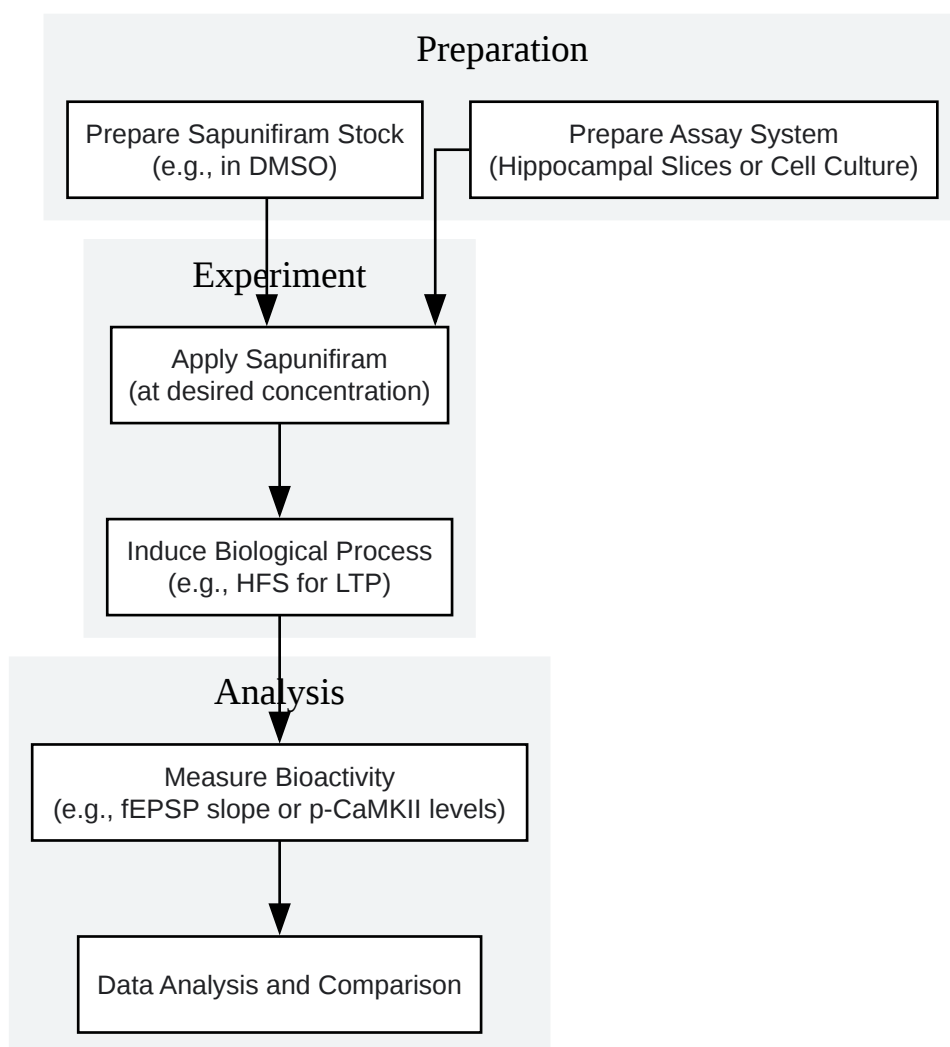 Preparation
Prepare Sapunifiram Stock
(e.g., in DMSO)
Prepare Assay System
(Hippocampal Slices or Cell Culture)
Experiment
Apply Sapunifiram
(at desired concentration)
Induce Biological Process
(e.g., HFS for LTP)
Analysis
Measure Bioactivity
(e.g., fEPSP slope or p-CaMKII levels)
Data Analysis and Comparison